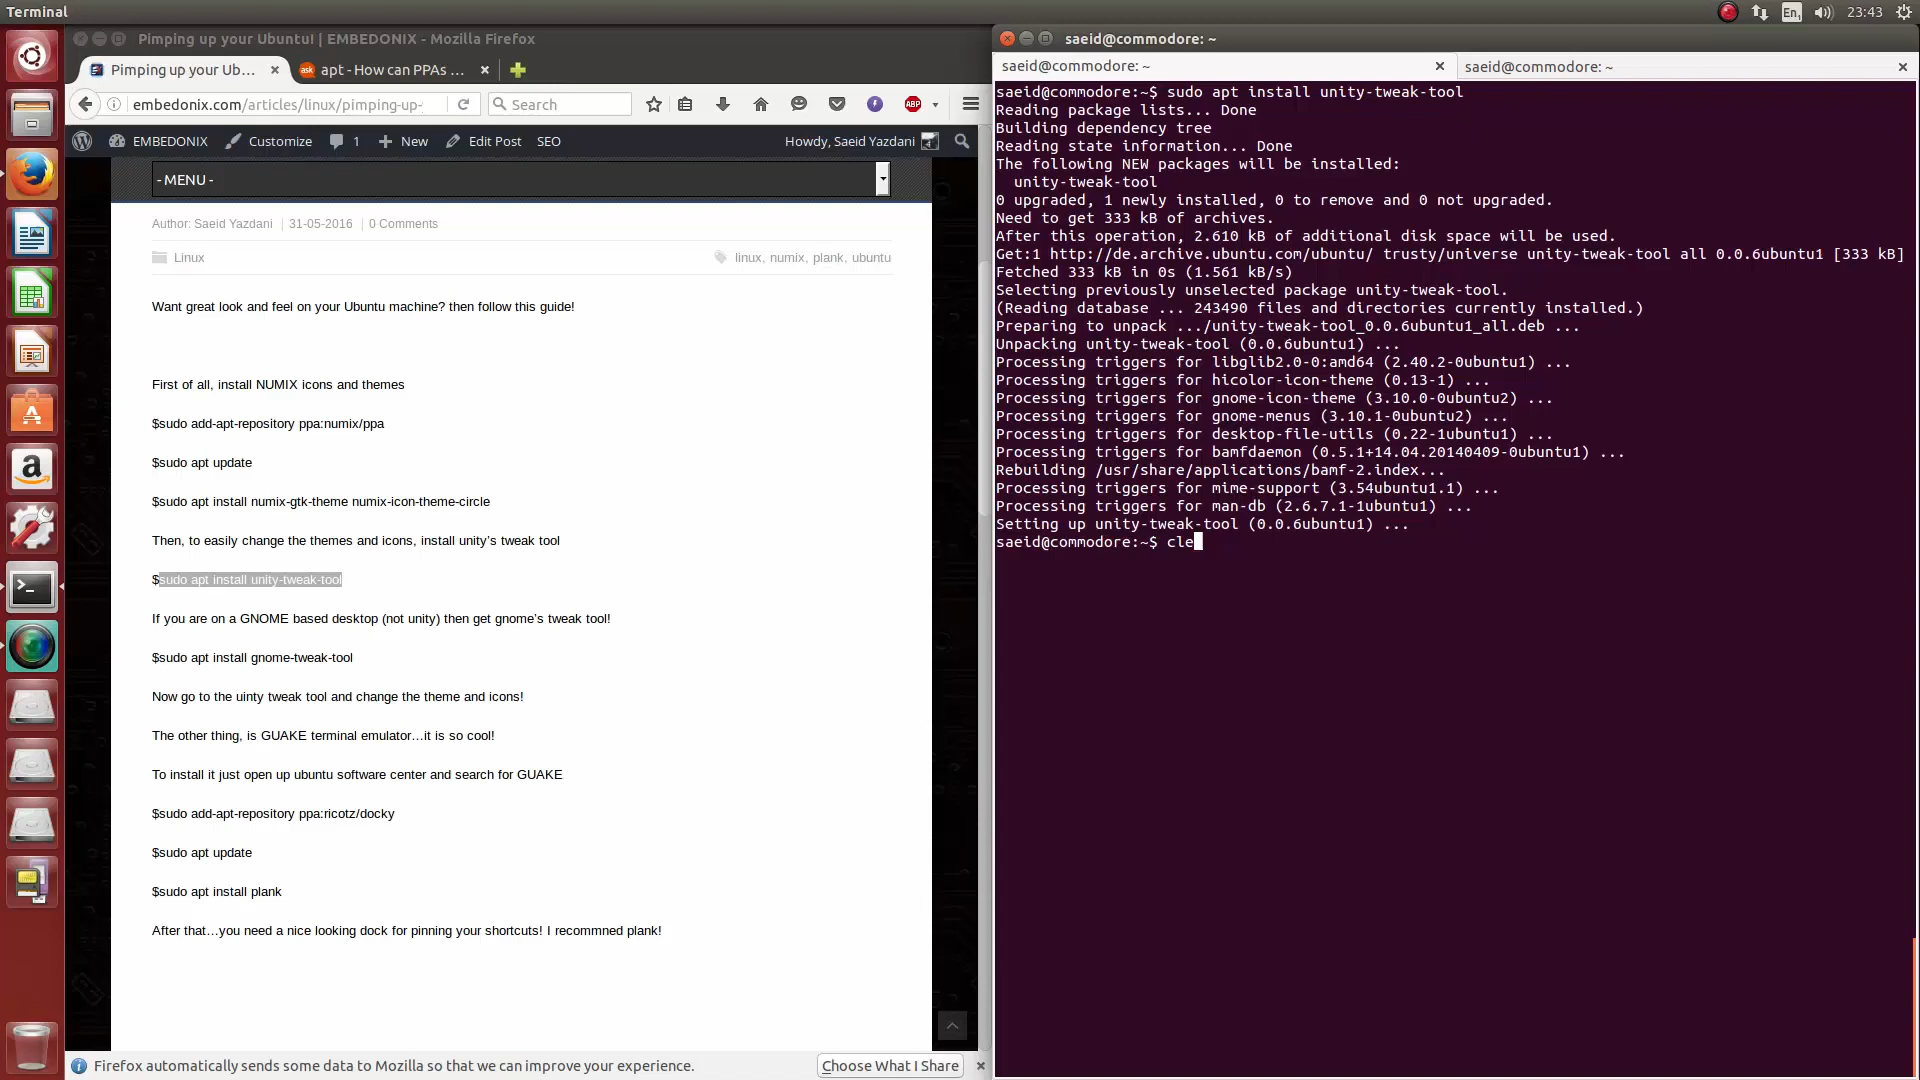 Terminal
En
23:43
Pimping up your Ubuntu! | EMBEDONIX - Mozilla Firefox
Pimping up your Ub...
ask
apt - How can PPAs ...
embedonix.com/articles/linux/pimping-up-
Search
ABP
EMBEDONIX
Customize
1
New
Edit Post
SEO
Howdy, Saeid Yazdani
- MENU -
Author: Saeid Yazdani
31-05-2016
0 Comments
Linux
linux, numix, plank, ubuntu
Want great look and feel on your Ubuntu machine? then follow this guide!
First of all, install NUMIX icons and themes
$sudo add-apt-repository ppa:numix/ppa
$sudo apt update
$sudo apt install numix-gtk-theme numix-icon-theme-circle
Then, to easily change the themes and icons, install unity’s tweak tool
$sudo apt install unity-tweak-tool
If you are on a GNOME based desktop (not unity) then get gnome’s tweak tool!
$sudo apt install gnome-tweak-tool
Now go to the uinty tweak tool and change the theme and icons!
The other thing, is GUAKE terminal emulator…it is so cool!
To install it just open up ubuntu software center and search for GUAKE
$sudo add-apt-repository ppa:ricotz/docky
$sudo apt update
$sudo apt install plank
After that…you need a nice looking dock for pinning your shortcuts! I recommned plank!
Firefox automatically sends some data to Mozilla so that we can improve your experience.
Choose What I Share
saeid@commodore: ~
saeid@commodore: ~
saeid@commodore: ~
saeid@commodore:~$ sudo apt install unity-tweak-tool
Reading package lists... Done
Building dependency tree
Reading state information... Done
The following NEW packages will be installed:
unity-tweak-tool
0 upgraded, 1 newly installed, 0 to remove and 0 not upgraded.
Need to get 333 kB of archives.
After this operation, 2.610 kB of additional disk space will be used.
Get:1 http://de.archive.ubuntu.com/ubuntu/ trusty/universe unity-tweak-tool all 0.0.6ubuntu1 [333 kB]
Fetched 333 kB in 0s (1.561 kB/s)
Selecting previously unselected package unity-tweak-tool.
(Reading database ... 243490 files and directories currently installed.)
Preparing to unpack .../unity-tweak-tool_0.0.6ubuntu1_all.deb ...
Unpacking unity-tweak-tool (0.0.6ubuntu1) ...
Processing triggers for libglib2.0-0:amd64 (2.40.2-0ubuntu1) ...
Processing triggers for hicolor-icon-theme (0.13-1) ...
Processing triggers for gnome-icon-theme (3.10.0-0ubuntu2) ...
Processing triggers for gnome-menus (3.10.1-0ubuntu2) ...
Processing triggers for desktop-file-utils (0.22-1ubuntu1) ...
Processing triggers for bamfdaemon (0.5.1+14.04.20140409-0ubuntu1) ...
Rebuilding /usr/share/applications/bamf-2.index...
Processing triggers for mime-support (3.54ubuntu1.1) ...
Processing triggers for man-db (2.6.7.1-1ubuntu1) ...
Setting up unity-tweak-tool (0.0.6ubuntu1) ...
saeid@commodore:~$ cle